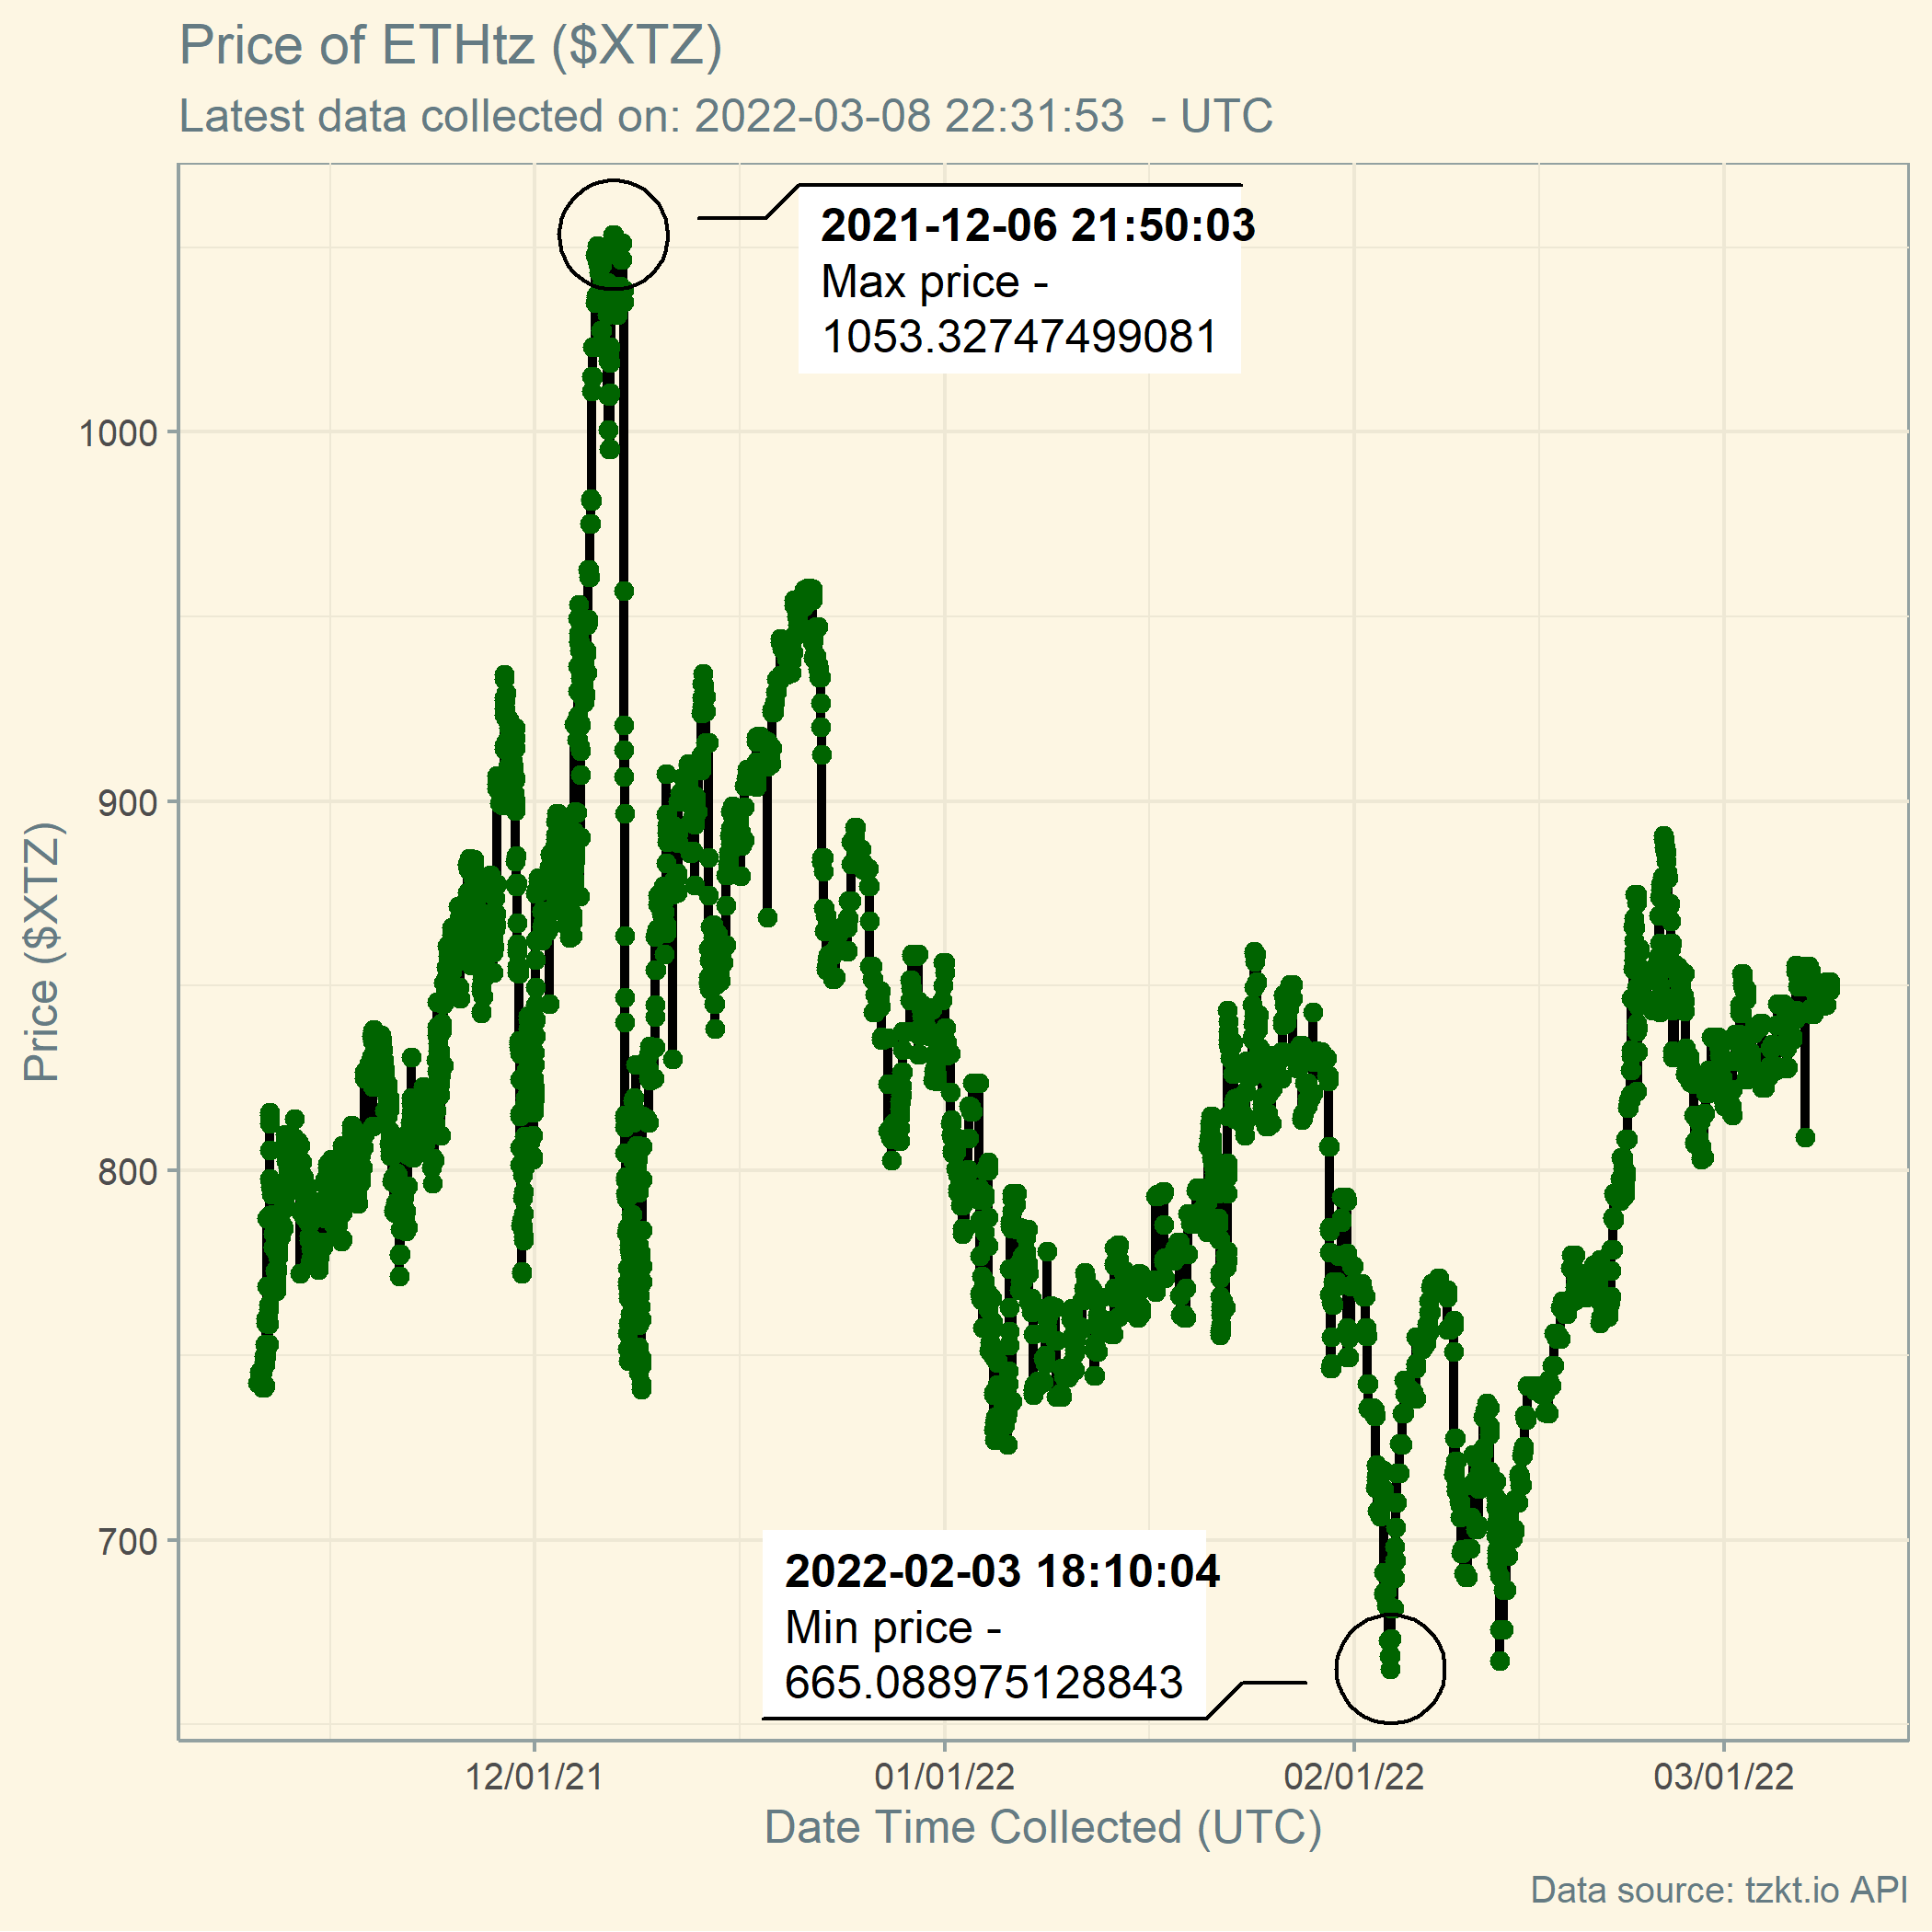 Price of ETHtz ($XTZ)
Latest data collected on: 2022-03-08 22:31:53  - UTC
2021-12-06 21:50:03
Max price -
1053.32747499081
1000
900
800
700
Price ($XTZ)
2022-02-03 18:10:04
Min price -
665.088975128843
12/01/21
01/01/22
02/01/22
03/01/22
Date Time Collected (UTC)
Data source: tzkt.io API